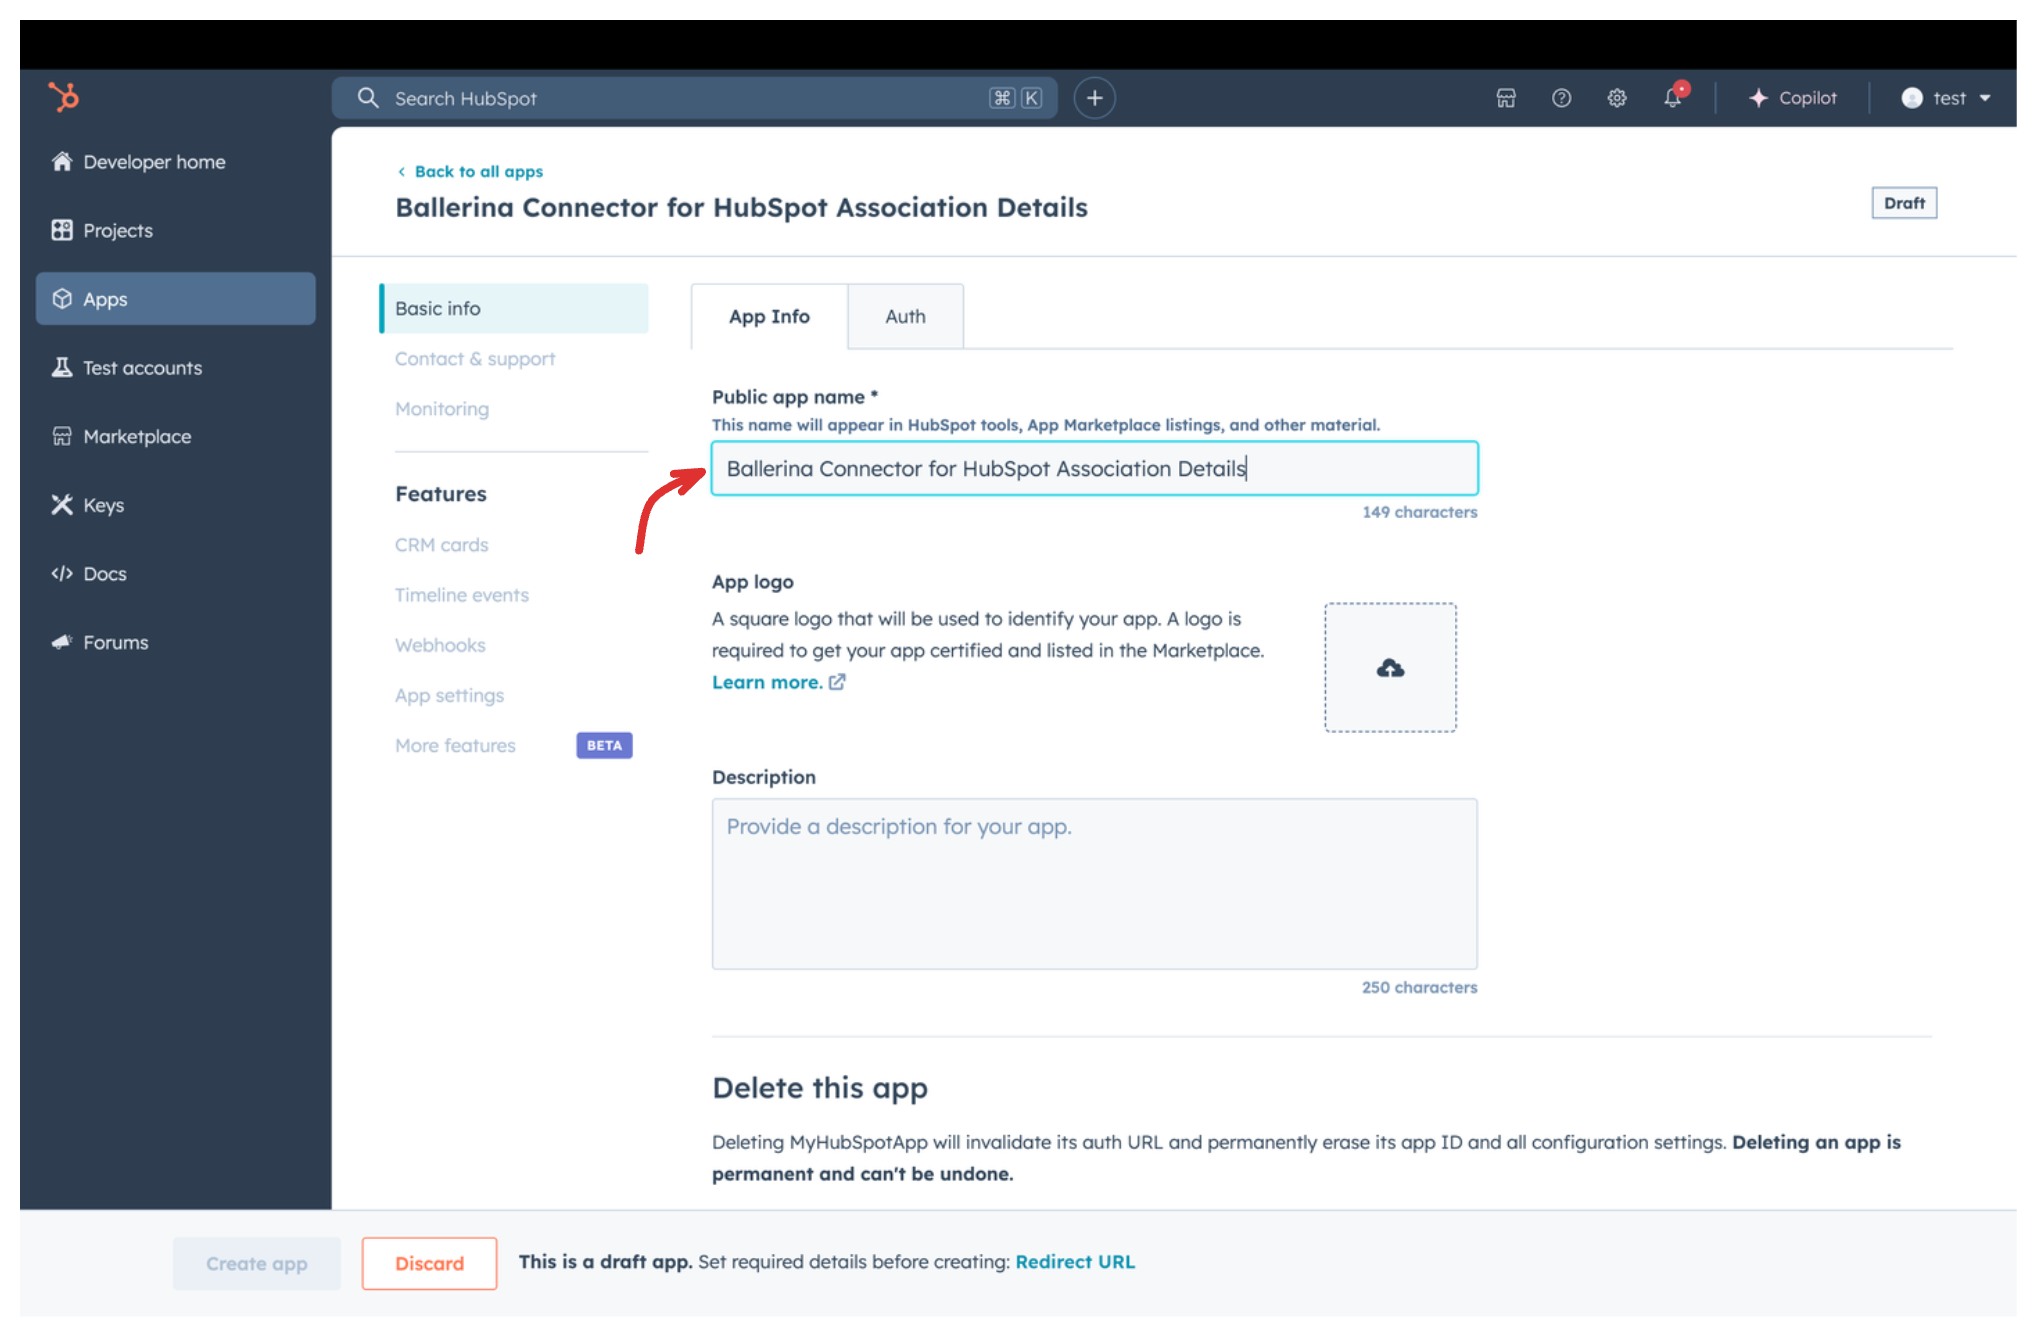 Search HubSpot
⌘ K
+
Copilot
test
Developer home
Projects
Apps
Test accounts
Marketplace
Keys
Docs
Forums
Back to all apps
Ballerina Connector for HubSpot Association Details
Draft
Basic info
Contact & support
Monitoring
Features
CRM cards
Timeline events
Webhooks
App settings
More features
BETA
App Info
Auth
Public app name *
This name will appear in HubSpot tools, App Marketplace listings, and other material.
Ballerina Connector for HubSpot Association Details
149 characters
App logo
A square logo that will be used to identify your app. A logo is
required to get your app certified and listed in the Marketplace.
Learn more.
Description
Provide a description for your app.
250 characters
Delete this app
Deleting MyHubSpotApp will invalidate its auth URL and permanently erase its app ID and all configuration settings. Deleting an app is
permanent and can't be undone.
Create app
Discard
This is a draft app. Set required details before creating: Redirect URL